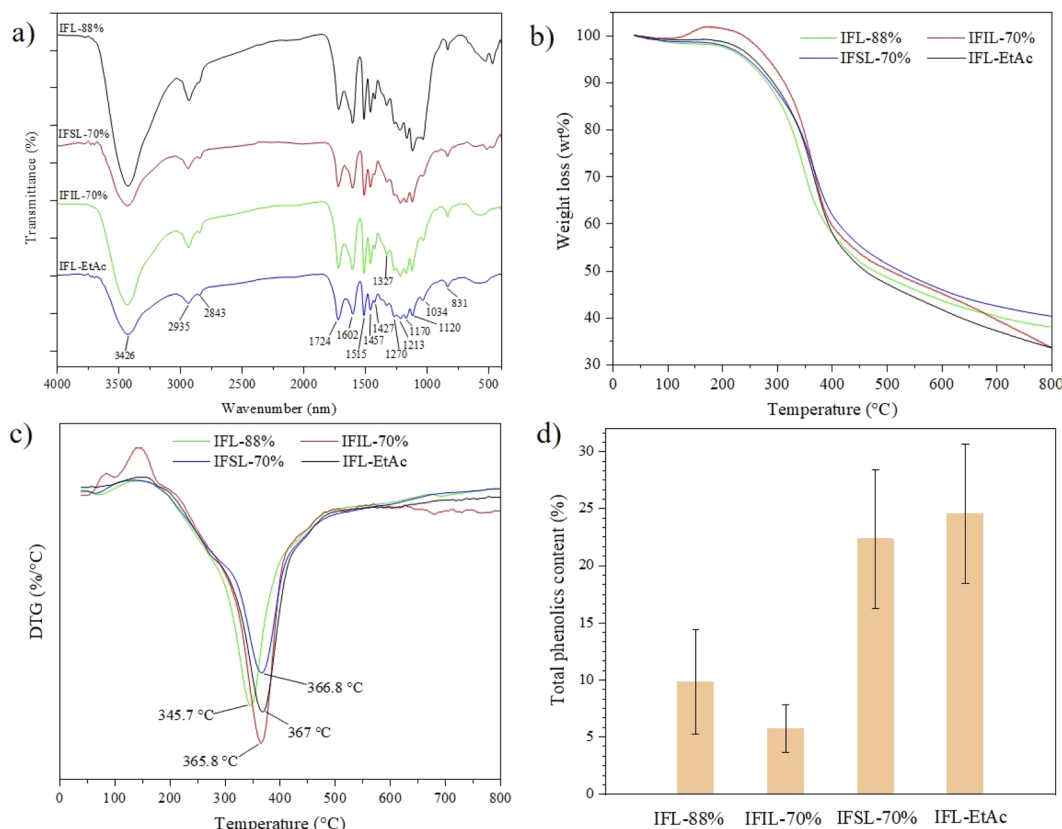 a)
IFL-88%
IFSL-70%
IFIL-70%
IFL-EtAc
Transmittance (%)
3426
2935
2843
1724
1602
1515
1457
1427
1327
1270
1213
1170
1120
1034
831
4000 3500 3000 2500 2000 1500 1000 500
Wavenumber (nm)
b)
IFL-88% IFIL-70%
IFSL-70% IFL-EtAc
Weight loss (wt%)
100
90
80
70
60
50
40
30
0 100 200 300 400 500 600 700 800
Temperature (°C)
c)
IFL-88% IFIL-70%
IFSL-70% IFL-EtAc
DTG (%/°C)
366.8 °C
345.7 °C
367 °C
365.8 °C
0 100 200 300 400 500 600 700 800
Temperature (°C)
d)
Total phenolics content (%)
30
25
20
15
10
5
0
IFL-88% IFIL-70% IFSL-70% IFL-EtAc